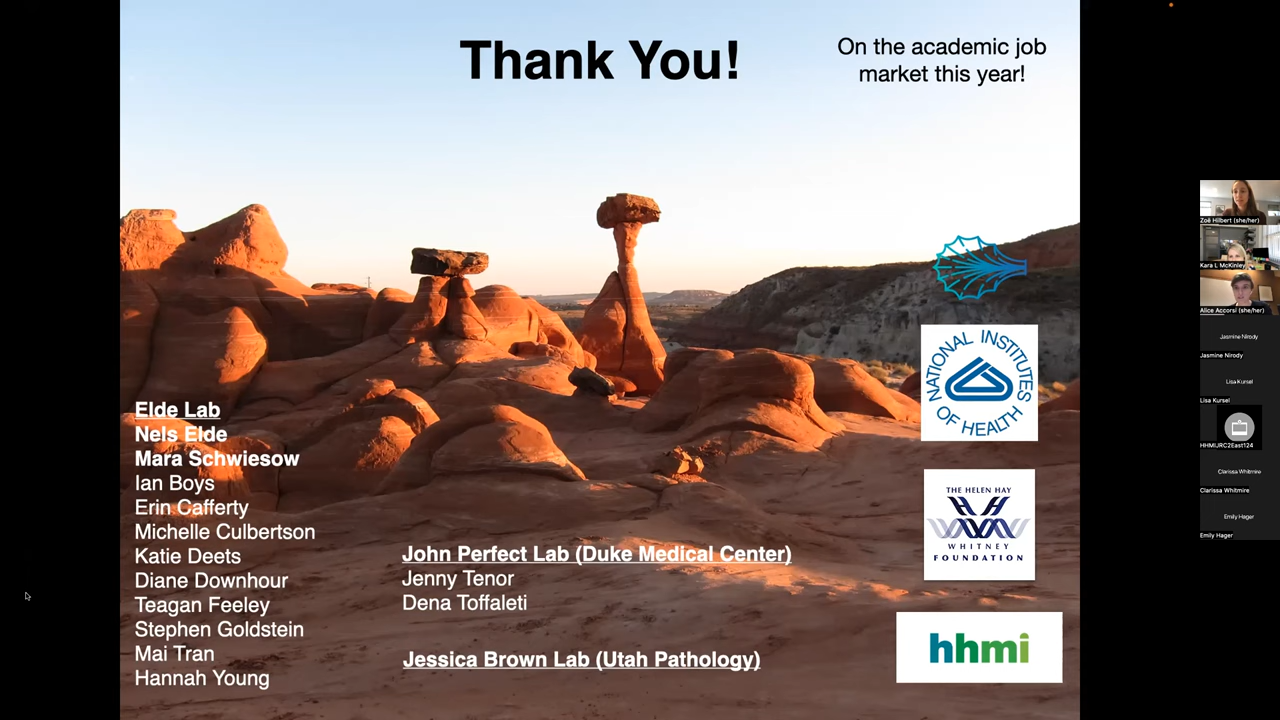 Thank You!
On the academic job
market this year!
Elde Lab
Nels Elde
Mara Schwiesow
Ian Boys
Erin Cafferty
Michelle Culbertson
Katie Deets
Diane Downhour
Teagan Feeley
Stephen Goldstein
Mai Tran
Hannah Young
John Perfect Lab (Duke Medical Center)
Jenny Tenor
Dena Toffaleti
Jessica Brown Lab (Utah Pathology)
NATIONAL INSTITUTES
OF HEALTH
THE HELEN HAY
WHITNEY
FOUNDATION
hhmi
Zoë Hilbert (she/her)
Kara L McKinley
Alice Accorsi (she/her)
Jasmine Nirody
Jasmine Nirody
Lisa Kursel
Lisa Kursel
HHMIJRC2East124
Clarissa Whitmire
Clarissa Whitmire
Emily Hager
Emily Hager